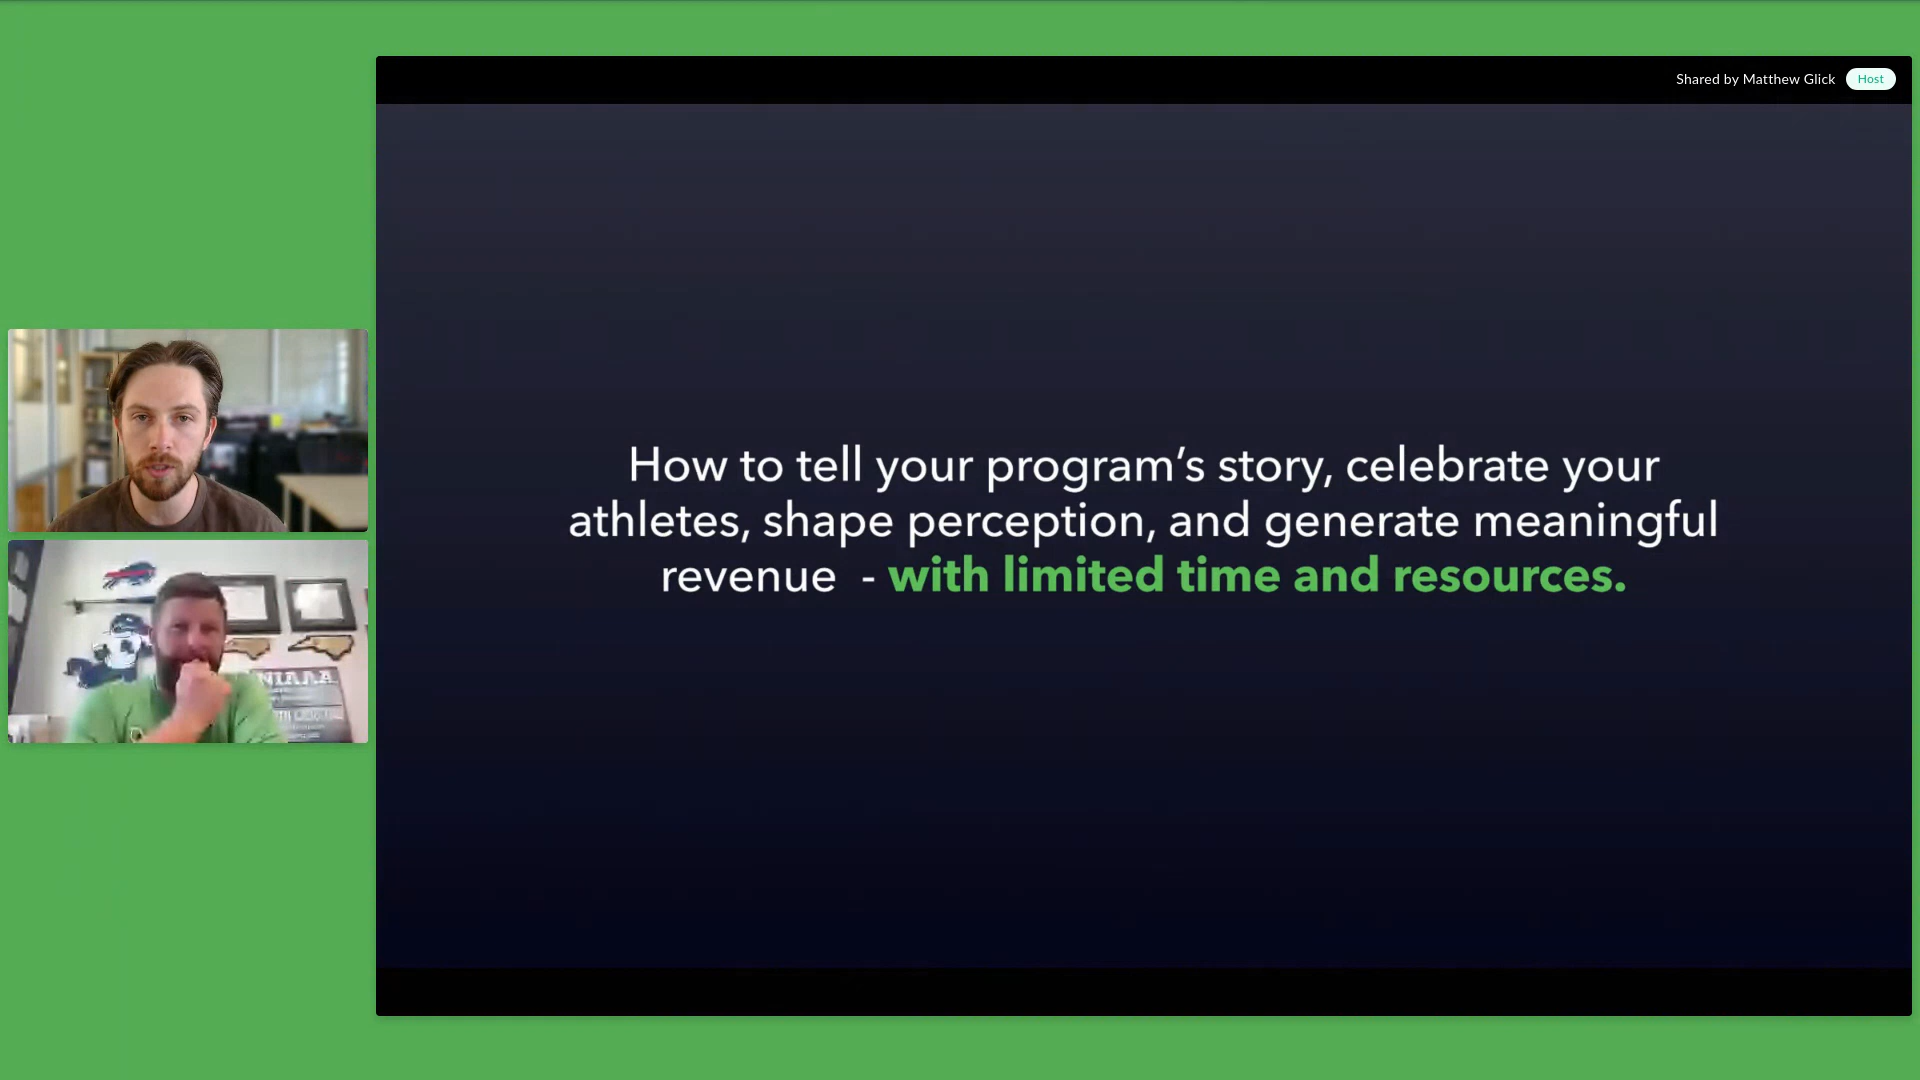 Shared by Matthew Glick Host
How to tell your program’s story, celebrate your
athletes, shape perception, and generate meaningful
revenue - with limited time and resources.
NIAAA